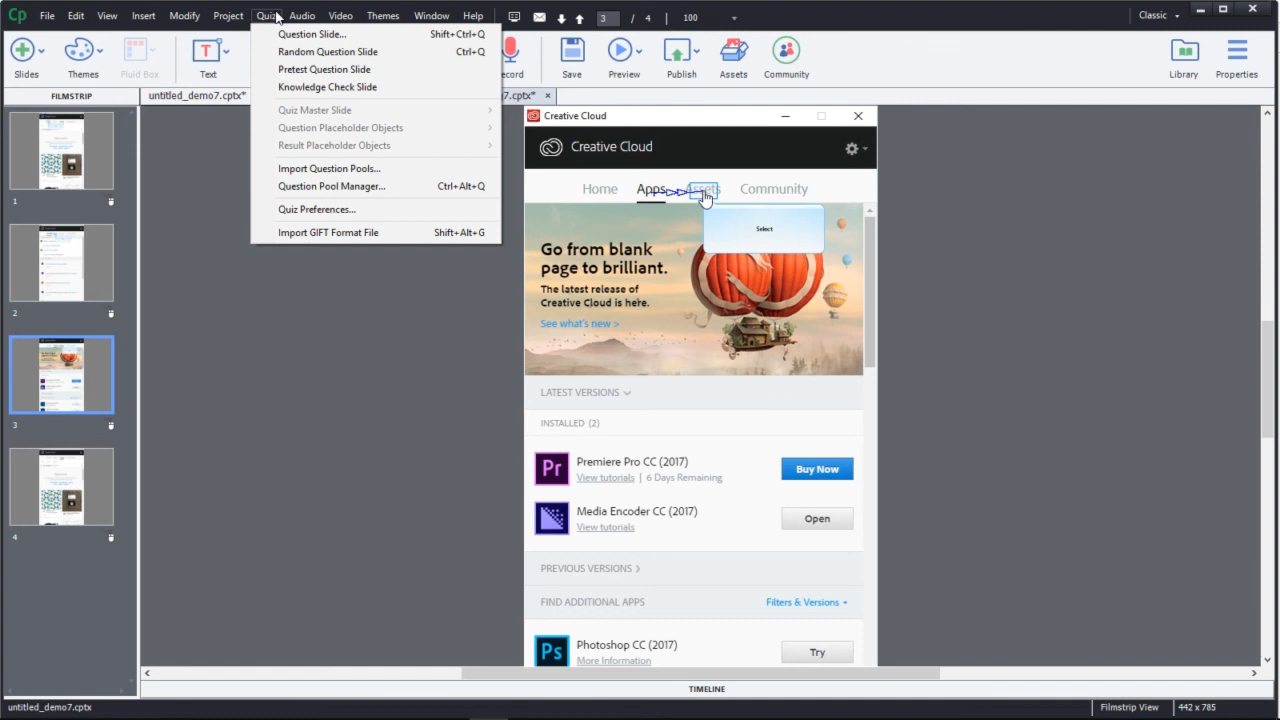 Cp File Edit View Insert Modify Project Quiz Audio Video Themes Window Help 3 / 4 100 Classic
Slides Themes Fluid Box Text Save Preview Publish Assets Community Library Properties
FILMSTRIP untitled_demo7.cptx*
Question Slide... Shift+Ctrl+Q
Random Question Slide Ctrl+Q
Pretest Question Slide
Knowledge Check Slide
Quiz Master Slide
Question Placeholder Objects
Result Placeholder Objects
Import Question Pools...
Question Pool Manager... Ctrl+Alt+Q
Quiz Preferences...
Import GIFT Format File Shift+Alt+G
1
2
3
4
Creative Cloud
Creative Cloud
Home Apps Assets Community
Select
Go from blank
page to brilliant.
The latest release of
Creative Cloud is here.
See what's new >
LATEST VERSIONS
INSTALLED (2)
Pr Premiere Pro CC (2017)
View tutorials | 6 Days Remaining
Buy Now
Media Encoder CC (2017)
View tutorials
Open
PREVIOUS VERSIONS >
FIND ADDITIONAL APPS Filters & Versions
Ps Photoshop CC (2017)
More Information
Try
TIMELINE
untitled_demo7.cptx Filmstrip View 442 x 785